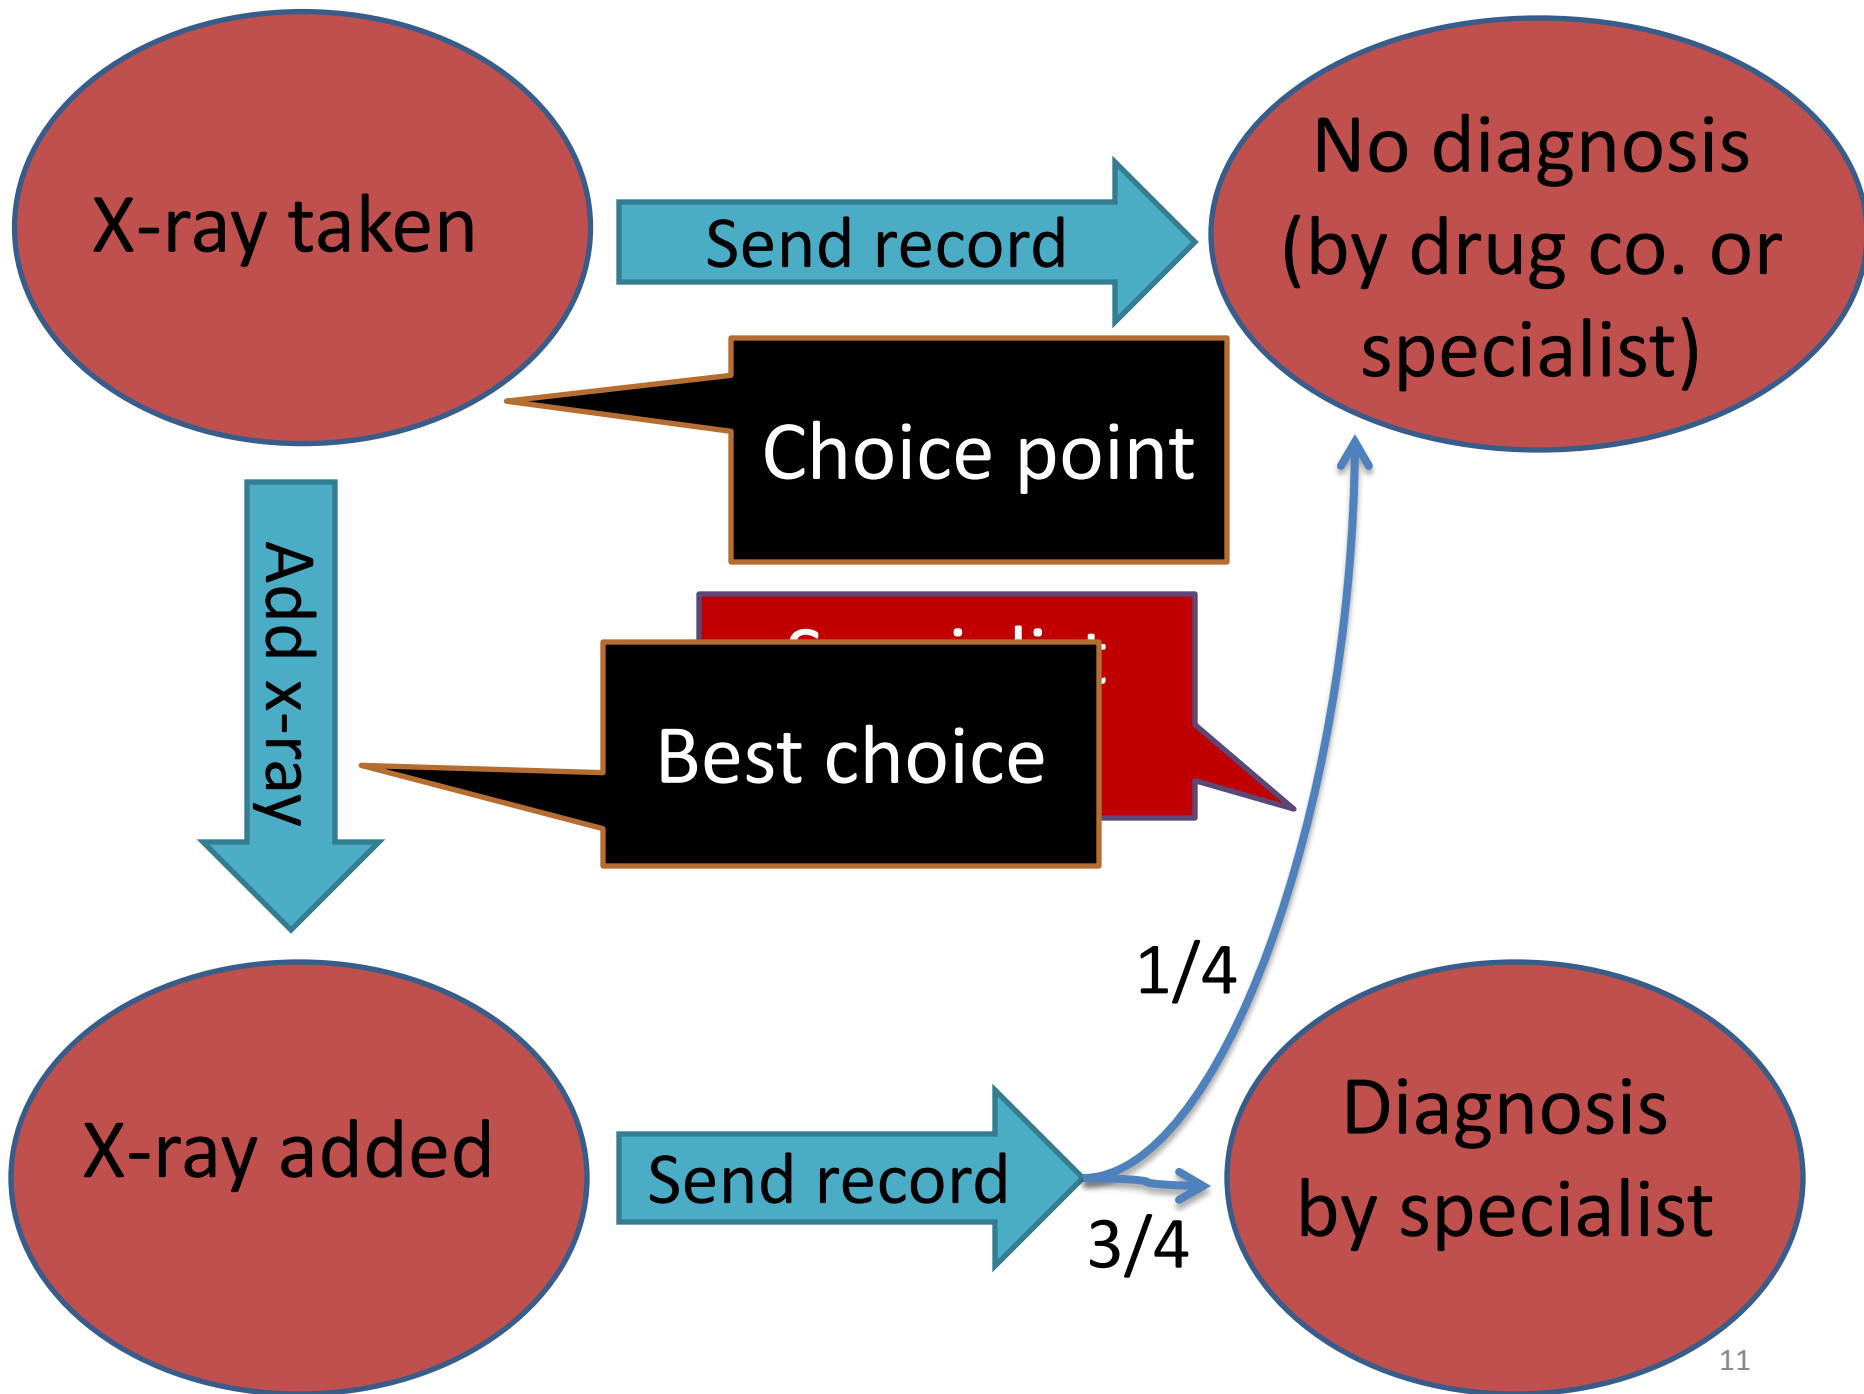 X-ray taken
Send record
No diagnosis
(by drug co. or
specialist)
Choice point
Add x-ray
Best choice
1/4
X-ray added
Send record
3/4
Diagnosis
by specialist
11